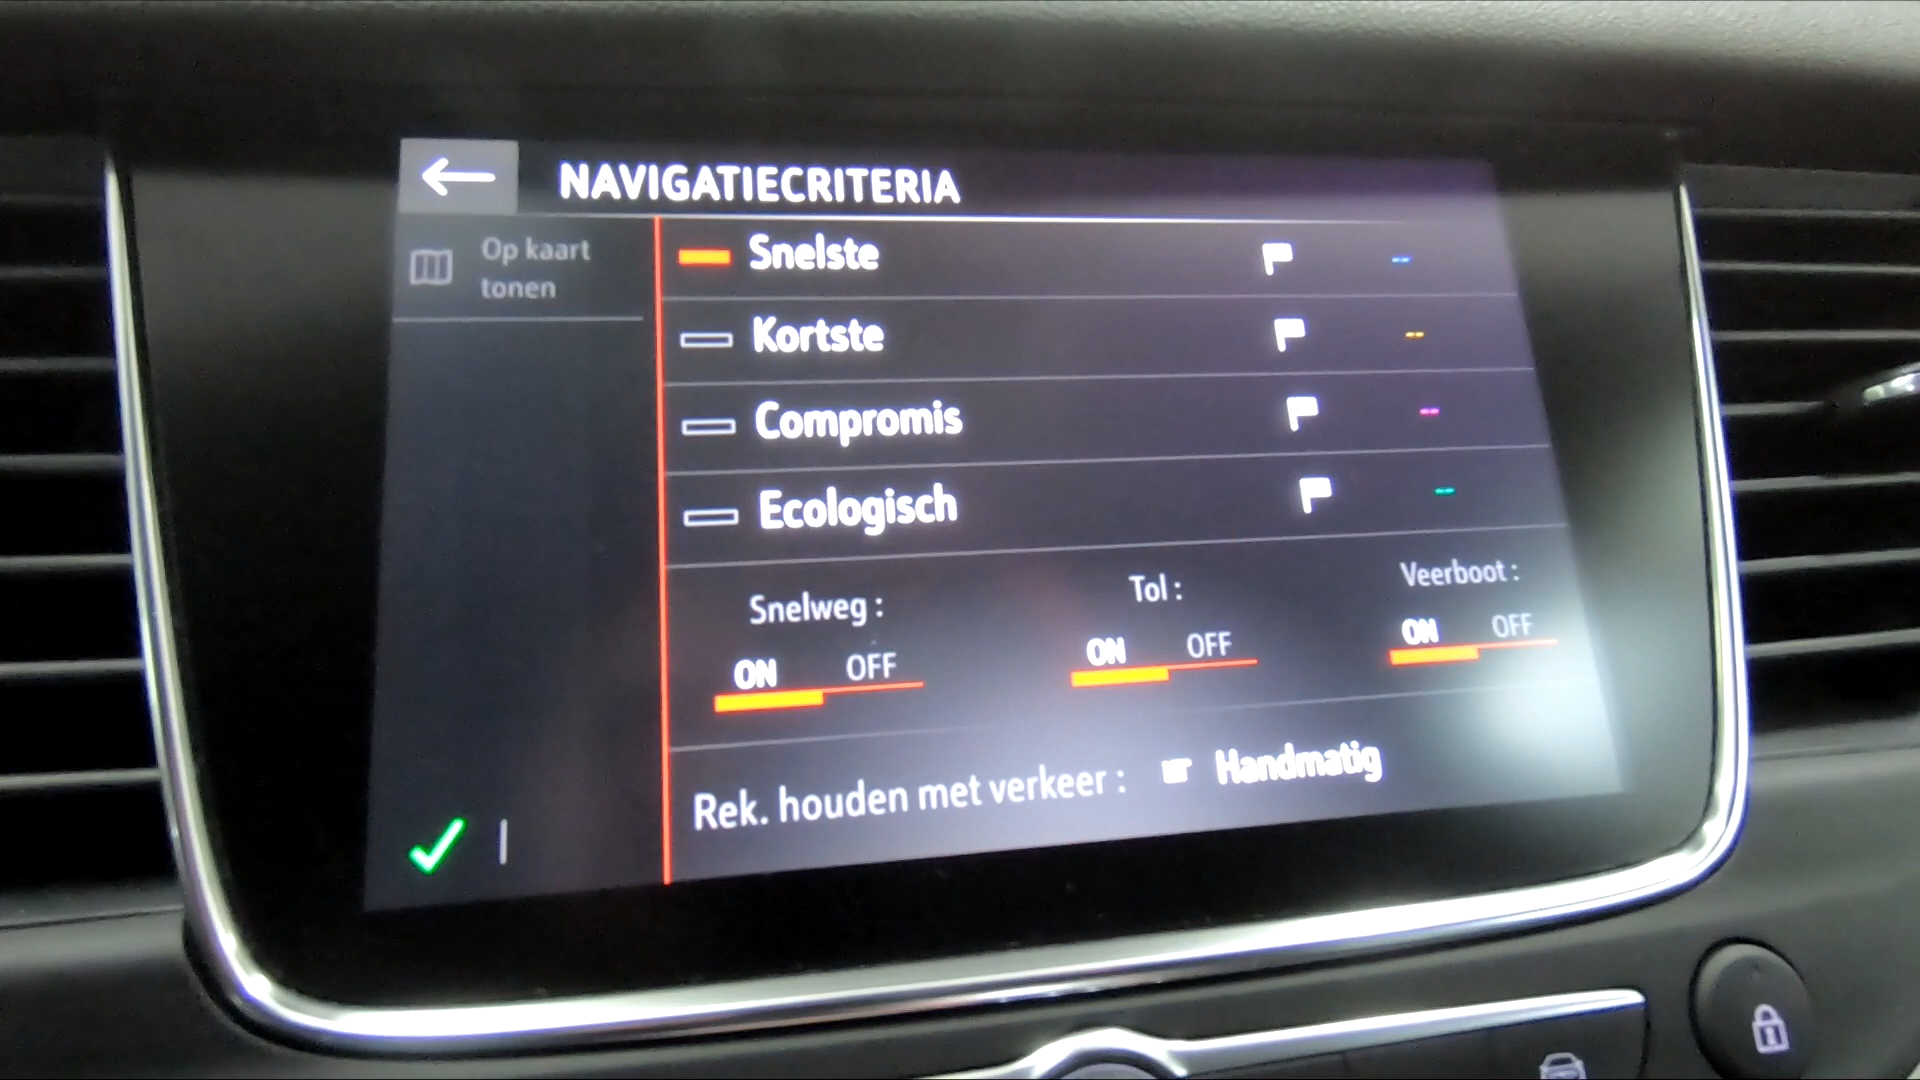 NAVIGATIECRITERIA
Op kaart
tonen
Snelste
--
Kortste
--
Compromis
--
Ecologisch
--
Snelweg :
Tol :
Veerboot :
ON OFF
ON OFF
ON OFF
Rek. houden met verkeer : Handmatig